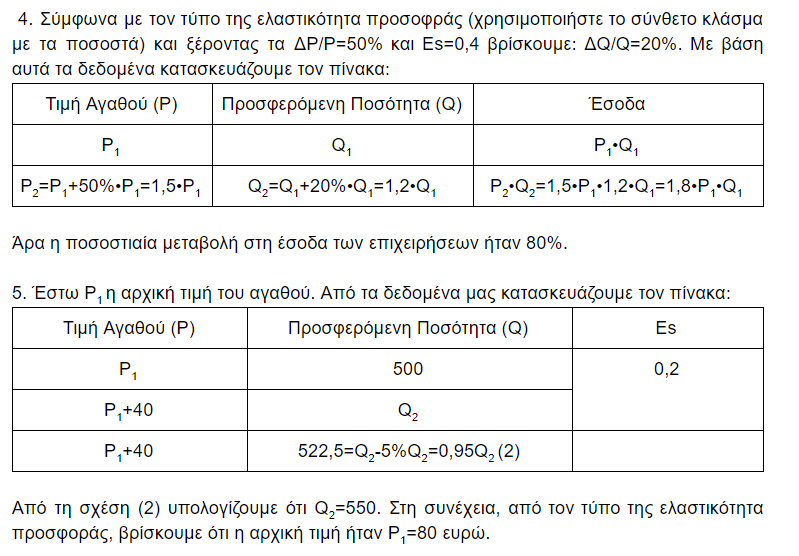 4. Σύμφωνα με τον τύπο της ελαστικότητα προσοφράς (χρησιμοποιήστε το σύνθετο κλάσμα
με τα ποσοστά) και ξέροντας τα ΔP/P=50% και Es=0,4 βρίσκουμε: ΔQ/Q=20%. Με βάση
αυτά τα δεδομένα κατασκευάζουμε τον πίνακα:
Τιμή Αγαθού (P) Προσφερόμενη Ποσότητα (Q) Έσοδα
P₁ Q₁ P₁•Q₁
P₂=P₁+50%•P₁=1,5•P₁ Q₂=Q₁+20%•Q₁=1,2•Q₁ P₂•Q₂=1,5•P₁•1,2•Q₁=1,8•P₁•Q₁
Άρα η ποσοστιαία μεταβολή στη έσοδα των επιχειρήσεων ήταν 80%.
5. Έστω P₁ η αρχική τιμή του αγαθού. Από τα δεδομένα μας κατασκευάζουμε τον πίνακα:
Τιμή Αγαθού (P) Προσφερόμενη Ποσότητα (Q) Es
P₁ 500 0,2
P₁+40 Q₂
P₁+40 522,5=Q₂-5%Q₂=0,95Q₂ (2)
Από τη σχέση (2) υπολογίζουμε ότι Q₂=550. Στη συνέχεια, από τον τύπο της ελαστικότητα
προσφοράς, βρίσκουμε ότι η αρχική τιμή ήταν P₁=80 ευρώ.